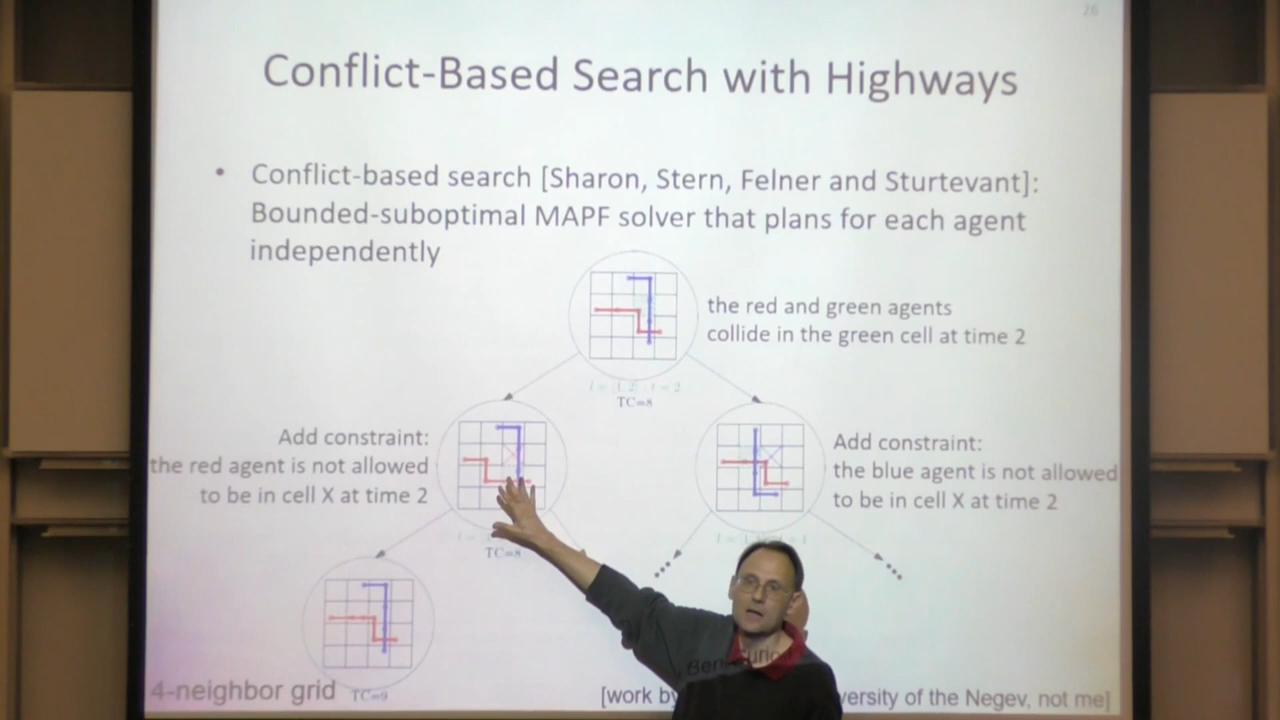 26
Conflict-Based Search with Highways
• Conflict-based search [Sharon, Stern, Felner and Sturtevant]:
Bounded-suboptimal MAPF solver that plans for each agent
independently
the red and green agents
collide in the green cell at time 2
TC=8
Add constraint:
the red agent is not allowed
to be in cell X at time 2
Add constraint:
the blue agent is not allowed
to be in cell X at time 2
TC=8
4-neighbor grid
TC=9
[work by Ben Gurion versity of the Negev, not me]